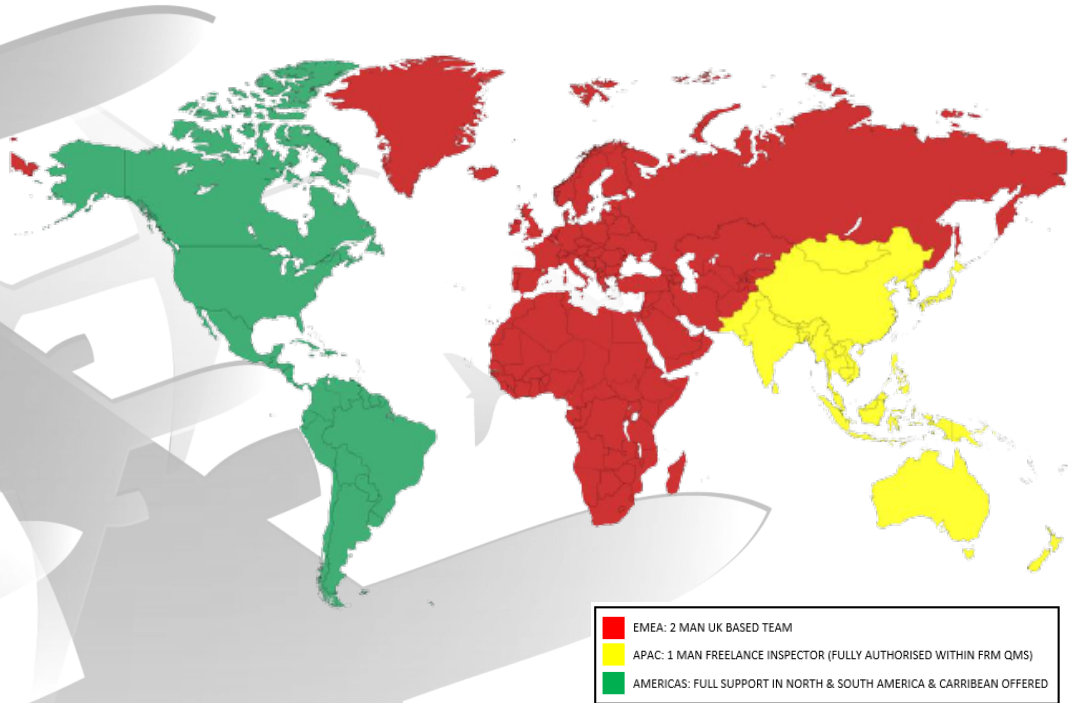 EMEA: 2 MAN UK BASED TEAM
APAC: 1 MAN FREELANCE INSPECTOR (FULLY AUTHORISED WITHIN FRM QMS)
AMERICAS: FULL SUPPORT IN NORTH & SOUTH AMERICA & CARRIBEAN OFFERED